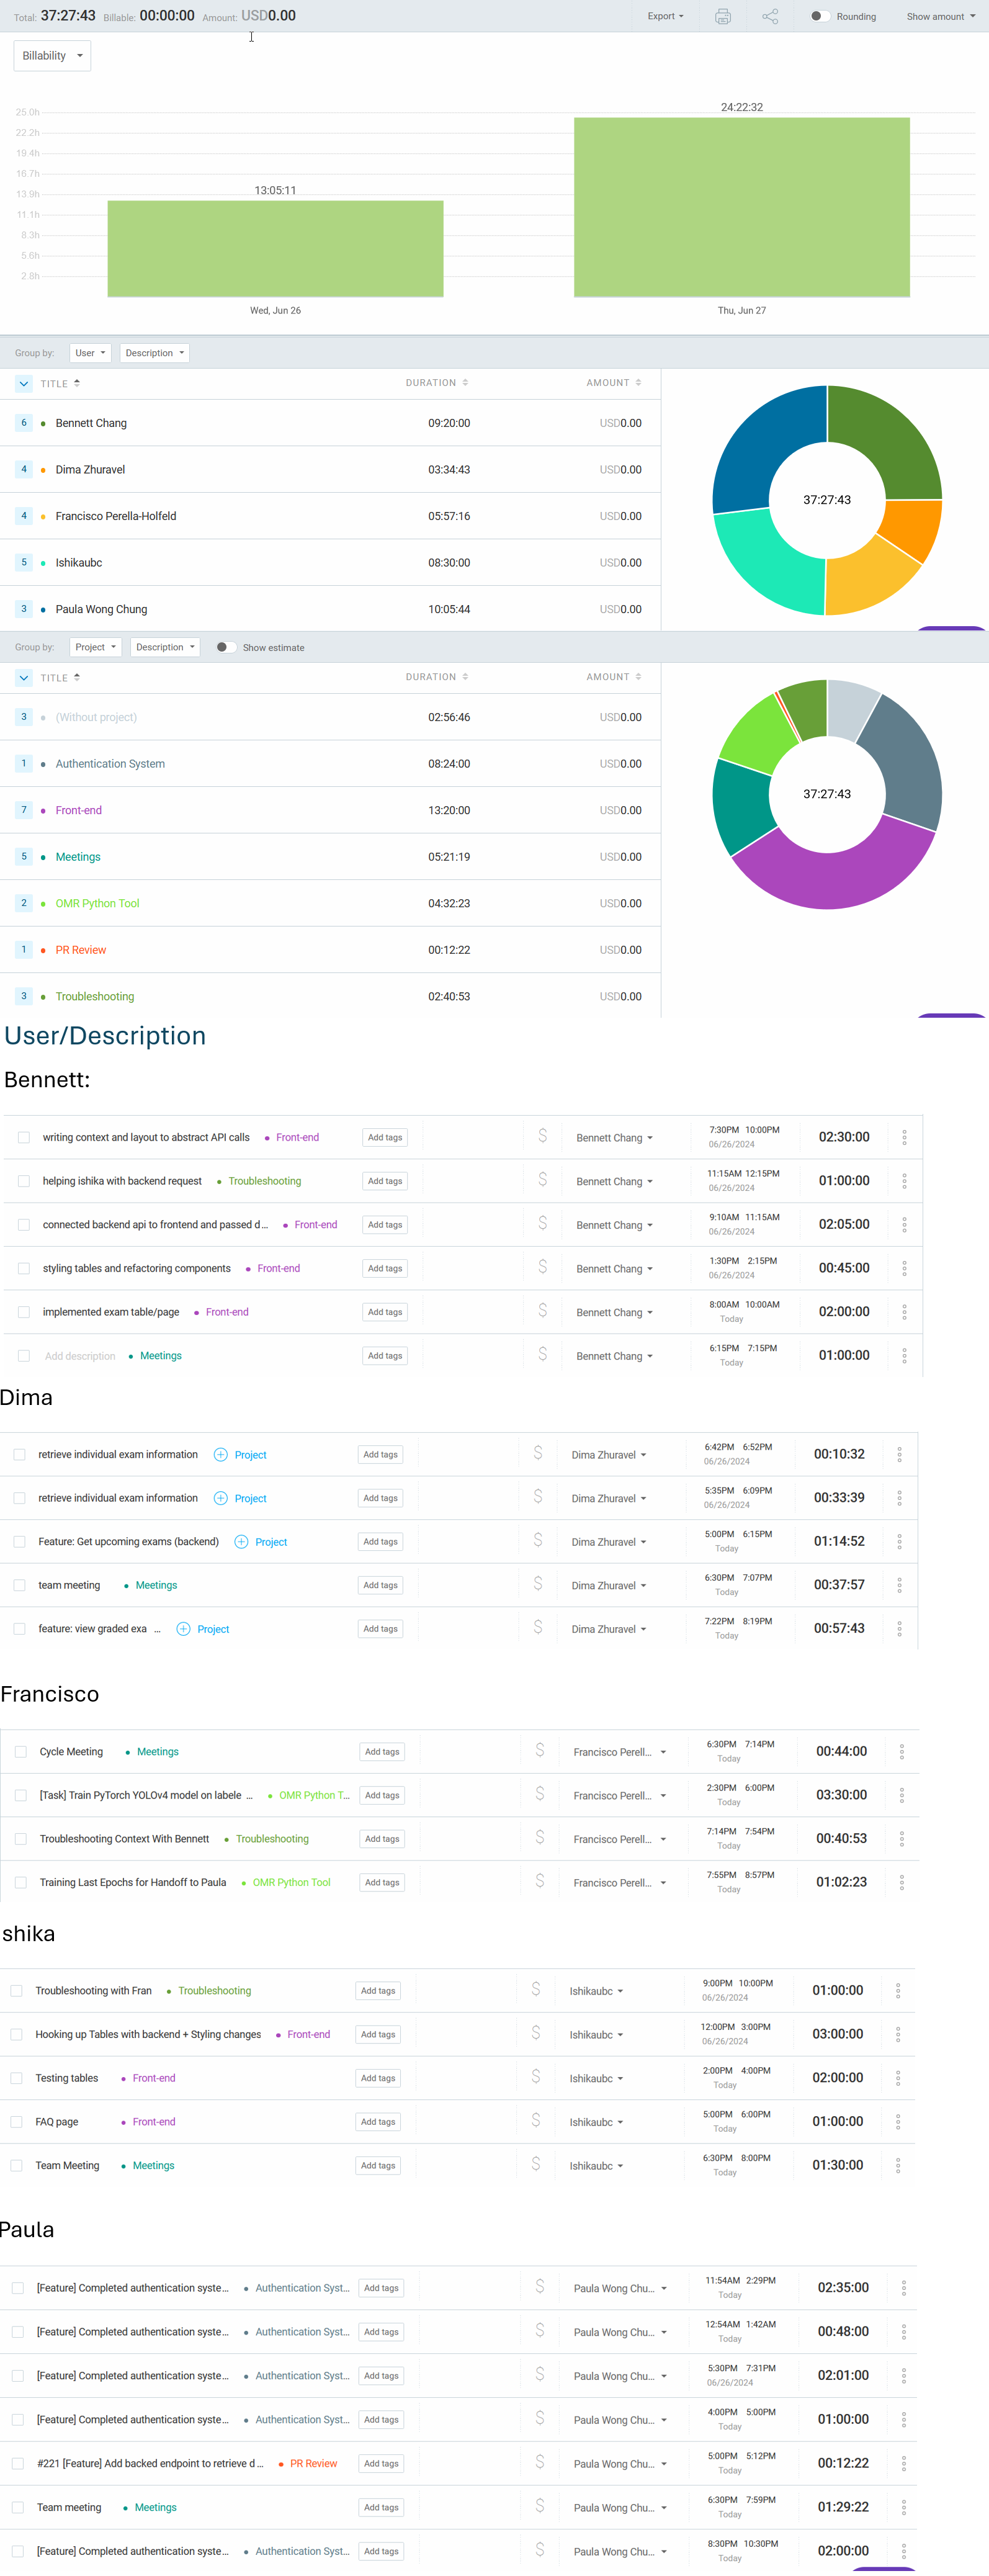 Total: 37:27:43 Billable: 00:00:00 Amount: USD0.00 Export Rounding Show amount
Billability
24:22:32
25.0h
22.2h
19.4h
16.7h
13:05:11
13.9h
11.1h
8.3h
5.6h
2.8h
Wed, Jun 26 Thu, Jun 27
Group by: User Description
TITLE DURATION AMOUNT
6 Bennett Chang 09:20:00 USD0.00
4 Dima Zhuravel 03:34:43 USD0.00
4 Francisco Perella-Holfeld 05:57:16 USD0.00
5 Ishikaubc 08:30:00 USD0.00
3 Paula Wong Chung 10:05:44 USD0.00
37:27:43
Group by: Project Description Show estimate
TITLE DURATION AMOUNT
3 (Without project) 02:56:46 USD0.00
1 Authentication System 08:24:00 USD0.00
7 Front-end 13:20:00 USD0.00
5 Meetings 05:21:19 USD0.00
2 OMR Python Tool 04:32:23 USD0.00
1 PR Review 00:12:22 USD0.00
3 Troubleshooting 02:40:53 USD0.00
37:27:43
User/Description
Bennett:
writing context and layout to abstract API calls Front-end Add tags $ Bennett Chang 7:30PM 10:00PM 06/26/2024 02:30:00
helping ishika with backend request Troubleshooting Add tags $ Bennett Chang 11:15AM 12:15PM 06/26/2024 01:00:00
connected backend api to frontend and passed d... Front-end Add tags $ Bennett Chang 9:10AM 11:15AM 06/26/2024 02:05:00
styling tables and refactoring components Front-end Add tags $ Bennett Chang 1:30PM 2:15PM 06/26/2024 00:45:00
implemented exam table/page Front-end Add tags $ Bennett Chang 8:00AM 10:00AM Today 02:00:00
Add description Meetings Add tags $ Bennett Chang 6:15PM 7:15PM Today 01:00:00
Dima
retrieve individual exam information Project Add tags $ Dima Zhuravel 6:42PM 6:52PM 06/26/2024 00:10:32
retrieve individual exam information Project Add tags $ Dima Zhuravel 5:35PM 6:09PM 06/26/2024 00:33:39
Feature: Get upcoming exams (backend) Project Add tags $ Dima Zhuravel 5:00PM 6:15PM Today 01:14:52
team meeting Meetings Add tags $ Dima Zhuravel 6:30PM 7:07PM Today 00:37:57
feature: view graded exa ... Project Add tags $ Dima Zhuravel 7:22PM 8:19PM Today 00:57:43
Francisco
Cycle Meeting Meetings Add tags $ Francisco Perell... 6:30PM 7:14PM Today 00:44:00
[Task] Train PyTorch YOLOv4 model on labele ... OMR Python T... Add tags $ Francisco Perell... 2:30PM 6:00PM Today 03:30:00
Troubleshooting Context With Bennett Troubleshooting Add tags $ Francisco Perell... 7:14PM 7:54PM Today 00:40:53
Training Last Epochs for Handoff to Paula OMR Python Tool Add tags $ Francisco Perell... 7:55PM 8:57PM Today 01:02:23
shika
Troubleshooting with Fran Troubleshooting Add tags $ Ishikaubc 9:00PM 10:00PM 06/26/2024 01:00:00
Hooking up Tables with backend + Styling changes Front-end Add tags $ Ishikaubc 12:00PM 3:00PM 06/26/2024 03:00:00
Testing tables Front-end Add tags $ Ishikaubc 2:00PM 4:00PM Today 02:00:00
FAQ page Front-end Add tags $ Ishikaubc 5:00PM 6:00PM Today 01:00:00
Team Meeting Meetings Add tags $ Ishikaubc 6:30PM 8:00PM Today 01:30:00
Paula
[Feature] Completed authentication syste... Authentication Syst... Add tags $ Paula Wong Chu... 11:54AM 2:29PM Today 02:35:00
[Feature] Completed authentication syste... Authentication Syst... Add tags $ Paula Wong Chu... 12:54AM 1:42AM Today 00:48:00
[Feature] Completed authentication syste... Authentication Syst... Add tags $ Paula Wong Chu... 5:30PM 7:31PM 06/26/2024 02:01:00
[Feature] Completed authentication syste... Authentication Syst... Add tags $ Paula Wong Chu... 4:00PM 5:00PM Today 01:00:00
#221 [Feature] Add backed endpoint to retrieve d ... PR Review Add tags $ Paula Wong Chu... 5:00PM 5:12PM Today 00:12:22
Team meeting Meetings Add tags $ Paula Wong Chu... 6:30PM 7:59PM Today 01:29:22
[Feature] Completed authentication syste... Authentication Syst... Add tags $ Paula Wong Chu... 8:30PM 10:30PM Today 02:00:00